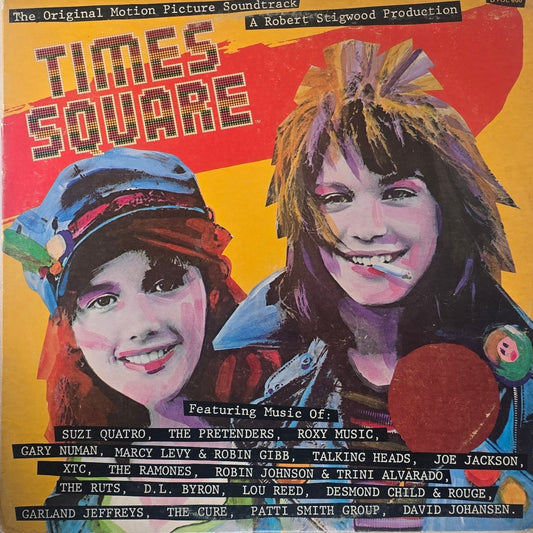 The Original Motion Picture Soundtrack
A Robert Stigwood Production
TIMES
SQUARE
TM
Featuring Music Of:
SUZI QUATRO, THE PRETENDERS, ROXY MUSIC,
GARY NUMAN, MARCY LEVY & ROBIN GIBB, TALKING HEADS, JOE JACKSON,
XTC, THE RAMONES, ROBIN JOHNSON & TRINI ALVARADO,
THE RUTS, D.L. BYRON, LOU REED, DESMOND CHILD & ROUGE,
GARLAND JEFFREYS, THE CURE, PATTI SMITH GROUP, DAVID JOHANSEN.